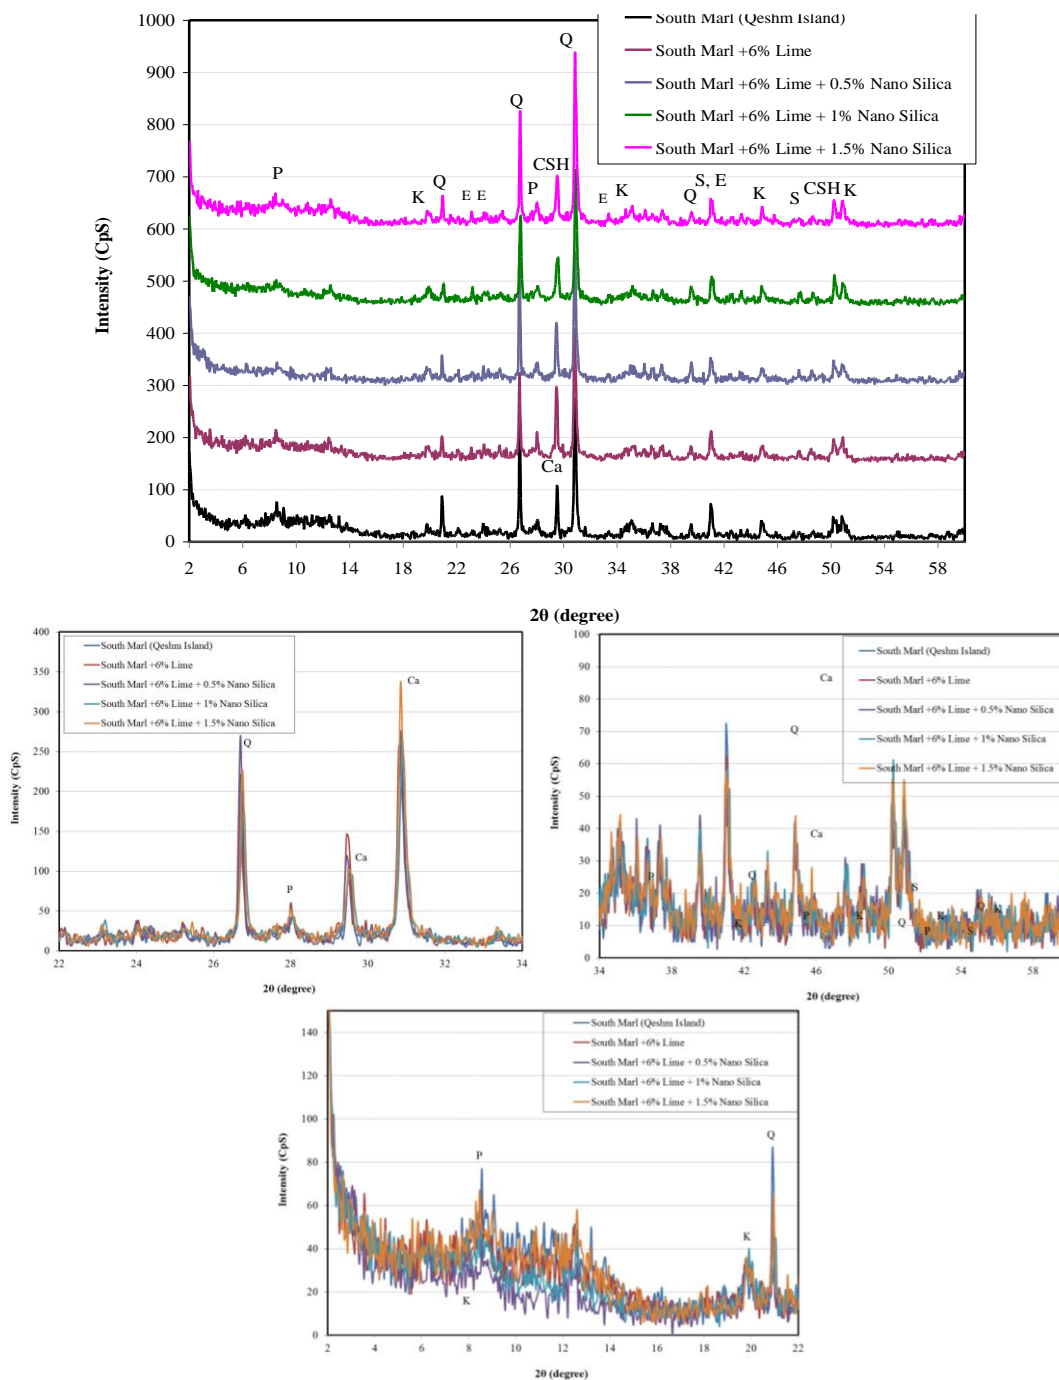 South Marl (Qeshm Island)
South Marl +6% Lime
South Marl +6% Lime + 0.5% Nano Silica
South Marl +6% Lime + 1% Nano Silica
South Marl +6% Lime + 1.5% Nano Silica
1000
900
800
700
600
500
400
300
200
100
0
Intensity (CpS)
P
K
Q
E
E
Q
P
CSH
Q
E
K
Q
S, E
K
S
CSH
K
Ca
2 6 10 14 18 22 26 30 34 38 42 46 50 54 58
2θ (degree)
400
350
300
250
200
150
100
50
0
Intensity (CpS)
South Marl (Qeshm Island)
South Marl +6% Lime
South Marl +6% Lime + 0.5% Nano Silica
South Marl +6% Lime + 1% Nano Silica
South Marl +6% Lime + 1.5% Nano Silica
Q
P
Ca
Ca
22 24 26 28 30 32 34
2θ (degree)
100
90
80
70
60
50
40
30
20
10
0
Intensity (CpS)
South Marl (Qeshm Island)
South Marl +6% Lime
South Marl +6% Lime + 0.5% Nano Silica
South Marl +6% Lime + 1% Nano Silica
South Marl +6% Lime + 1.5% Nano Silica
Ca
Q
Ca
P
Q
K
P
K
S
Q
P
K
S
Q
K
34 38 42 46 50 54 58
2θ (degree)
140
120
100
80
60
40
20
0
Intensity (CpS)
South Marl (Qeshm Island)
South Marl +6% Lime
South Marl +6% Lime + 0.5% Nano Silica
South Marl +6% Lime + 1% Nano Silica
South Marl +6% Lime + 1.5% Nano Silica
P
K
K
Q
2 4 6 8 10 12 14 16 18 20 22
2θ (degree)